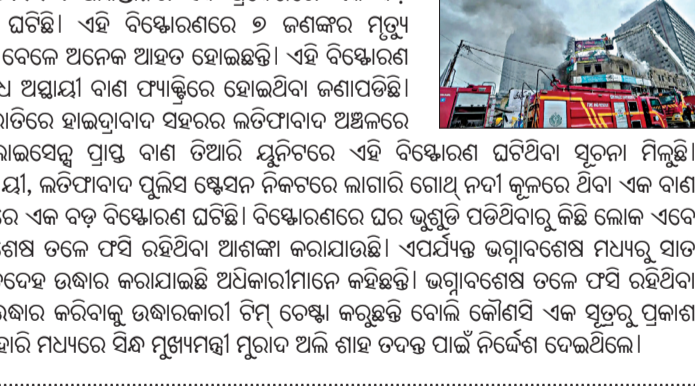 ଘଟିଛି। ଏହି ବିସ୍ଫୋରଣରେ ୭ ଜଣଙ୍କର ମୃତ୍ୟୁ
ବେଳେ ଅନେକ ଆହତ ହୋଇଛନ୍ତି। ଏହି ବିସ୍ଫୋରଣ
ଅସ୍ଥାୟୀ ବାଣ ଫ୍ୟାକ୍ଟ୍ରିରେ ହୋଇଥିବା ଜଣାପଡିଛି।
ହାଇଦ୍ରାବାଦ ସହରର ଲତିଫାବାଦ ଅଞ୍ଚଳରେ
ପ୍ରାପ୍ତ ବାଣ ତିଆରି ୟୁନିଟରେ ଏହି ବିସ୍ଫୋରଣ ଘଟିଥିବା ସୂଚନା ମିଳୁଛି।
ଲତିଫାବାଦ ପୁଲିସ ଷ୍ଟେସନ ନିକଟରେ ଲାଗାରି ଗୋଥ୍ ନଦୀ କୂଳରେ ଥିବା ଏକ ବାଣ
ଏକ ବଡ଼ ବିସ୍ଫୋରଣ ଘଟିଛି। ବିସ୍ଫୋରଣରେ ଘର ଭୁଶୁଡି ପଡିଥିବାରୁ କିଛି ଲୋକ ଏବେ
ତଳେ ଫସି ରହିଥିବା ଆଶଙ୍କା କରାଯାଉଛି। ଏପର୍ଯ୍ୟନ୍ତ ଭଗ୍ନାବଶେଷ ମଧ୍ୟରୁ ସାତ
ଉଦ୍ଧାର କରାଯାଇଛି ଅଧିକାରୀମାନେ କହିଛନ୍ତି। ଭଗ୍ନାବଶେଷ ତଳେ ଫସି ରହିଥିବା
କରିବାକୁ ଉଦ୍ଧାରକାରୀ ଟିମ୍ ଚେଷ୍ଟା କରୁଛନ୍ତି ବୋଲି କୌଣସି ଏକ ସୂତ୍ରରୁ ପ୍ରକାଶ
ମଧ୍ୟରେ ସିନ୍ଧ ମୁଖ୍ୟମନ୍ତ୍ରୀ ମୁରାଦ ଅଲି ଶାହ ତଦନ୍ତ ପାଇଁ ନିର୍ଦ୍ଦେଶ ଦେଇଥିଲେ।